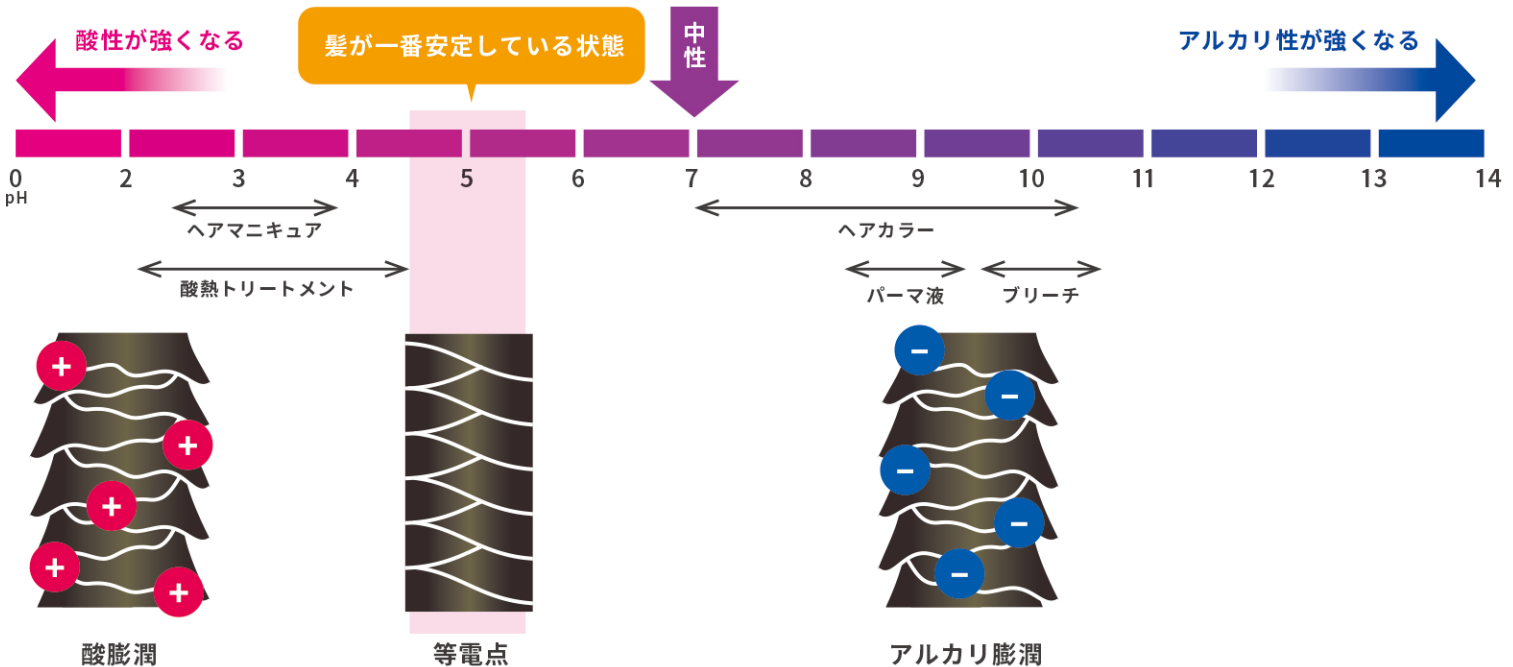 酸性が強くなる
髪が一番安定している状態
中性
アルカリ性が強くなる
0 2 3 4 5 6 7 8 9 10 11 12 13 14
pH
ヘアマニキュア
ヘアカラー
酸熱トリートメント
パーマ液
ブリーチ
+
+
+
+
+
−
−
−
−
−
酸膨潤
等電点
アルカリ膨潤